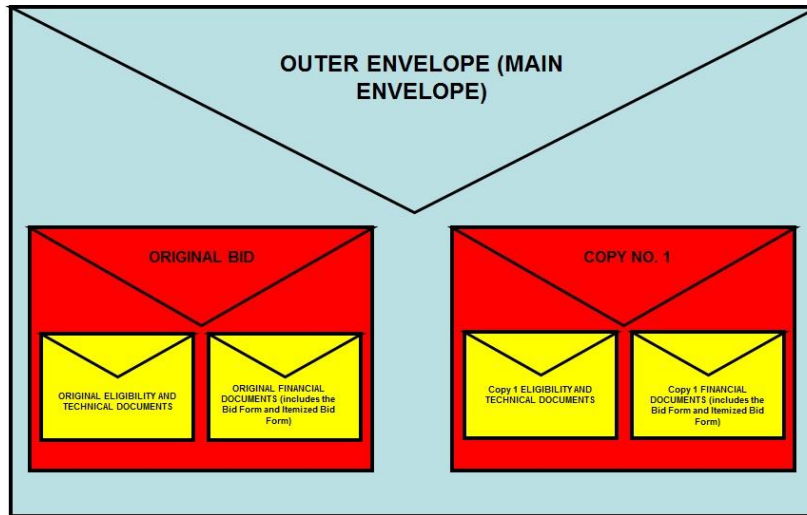 OUTER ENVELOPE (MAIN
ENVELOPE)
ORIGINAL BID
ORIGINAL ELIGIBILITY AND
TECHNICAL DOCUMENTS
ORIGINAL FINANCIAL
DOCUMENTS (includes the
Bid Form and Itemized Bid
Form)
COPY NO. 1
Copy 1 ELIGIBILITY AND
TECHNICAL DOCUMENTS
Copy 1 FINANCIAL
DOCUMENTS (includes the
Bid Form and Itemized Bid
Form)